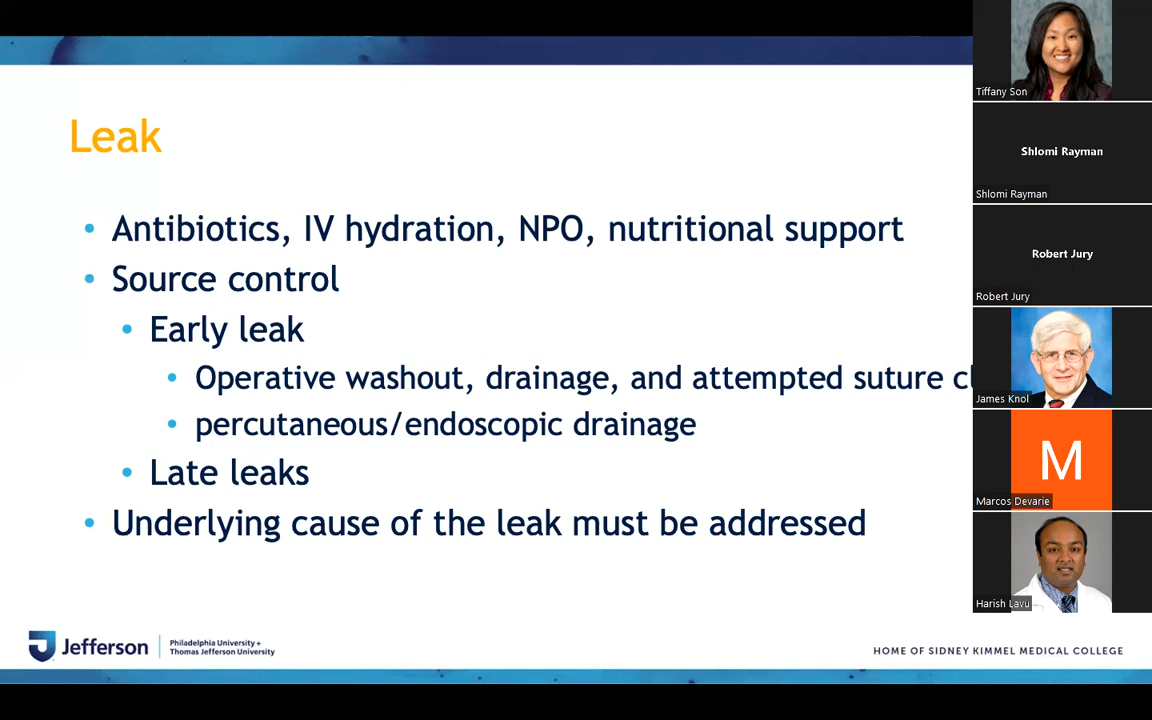 Leak
• Antibiotics, IV hydration, NPO, nutritional support
• Source control
• Early leak
• Operative washout, drainage, and attempted suture cl
• percutaneous/endoscopic drainage
• Late leaks
• Underlying cause of the leak must be addressed
Jefferson
Philadelphia University +
Thomas Jefferson University
HOME OF SIDNEY KIMMEL MEDICAL COLLEGE
Tiffany Son
Shlomi Rayman
Shlomi Rayman
Robert Jury
Robert Jury
James Knol
M
Marcos Devarie
Harish Lavu